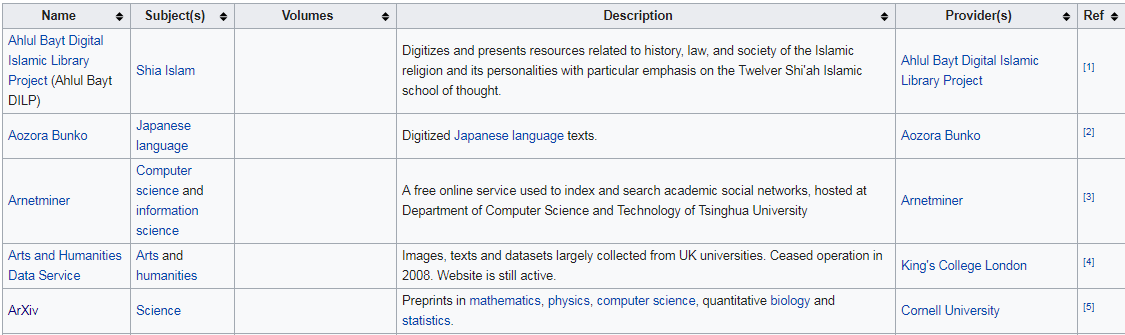 Name Subject(s) Volumes Description Provider(s) Ref
Ahlul Bayt Digital
Islamic Library
Project (Ahlul Bayt
DILP)
Shia Islam
Digitizes and presents resources related to history, law, and society of the Islamic
religion and its personalities with particular emphasis on the Twelver Shi'ah Islamic
school of thought.
Ahlul Bayt Digital Islamic
Library Project
[1]
Aozora Bunko
Japanese
language
Digitized Japanese language texts.
Aozora Bunko
[2]
Arnetminer
Computer
science and
information
science
A free online service used to index and search academic social networks, hosted at
Department of Computer Science and Technology of Tsinghua University
Arnetminer
[3]
Arts and Humanities
Data Service
Arts and
humanities
Images, texts and datasets largely collected from UK universities. Ceased operation in
2008. Website is still active.
King's College London
[4]
ArXiv
Science
Preprints in mathematics, physics, computer science, quantitative biology and
statistics.
Cornell University
[5]